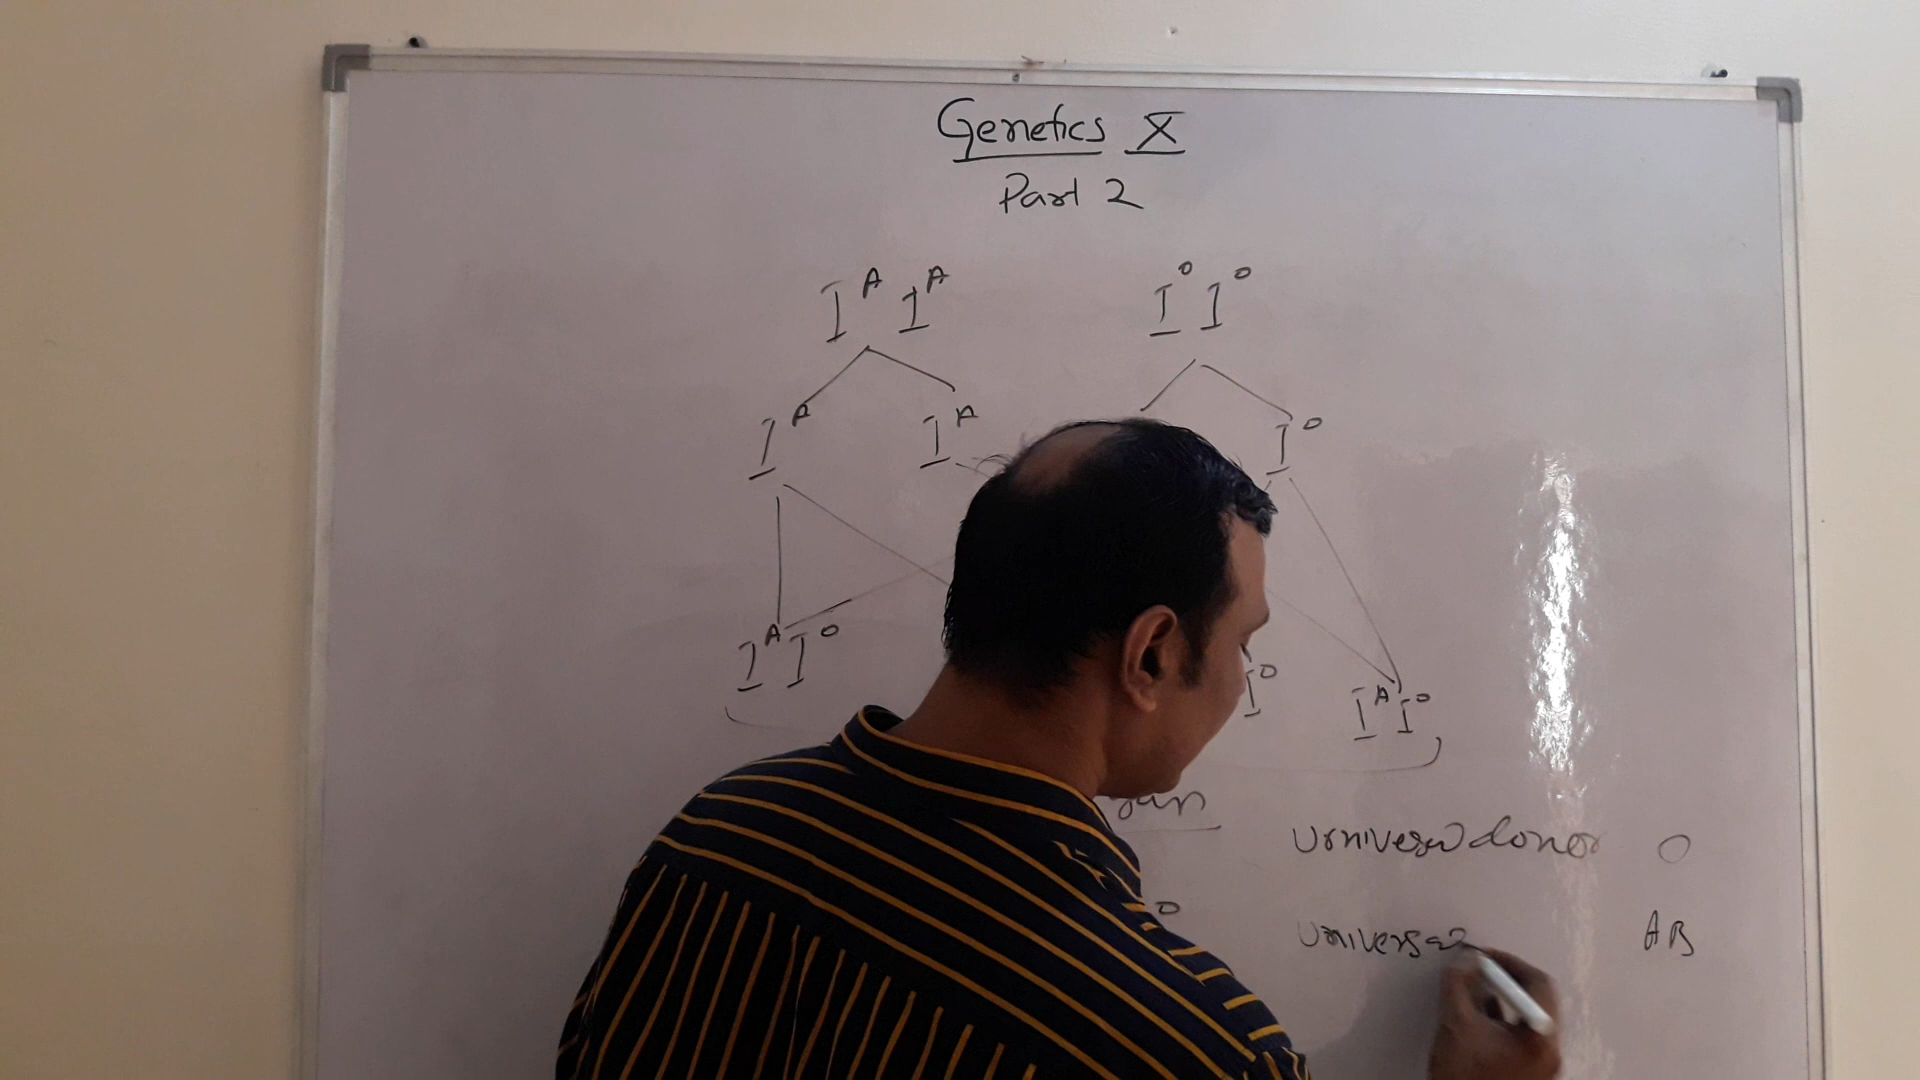 Genetics X
Part 2
I^A I^A I^O I^O
I^A I^A I^O
I^A I^O I^O I^A I^O
Universal donor O
O
Universal AB